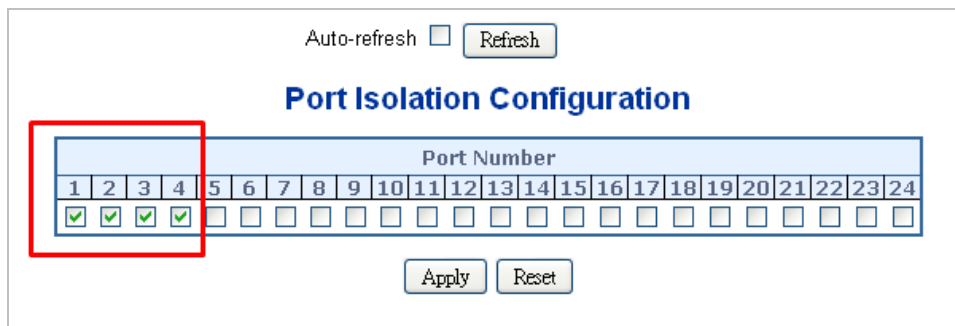 Auto-refresh Refresh
Port Isolation Configuration
Port Number
1 2 3 4 5 6 7 8 9 10 11 12 13 14 15 16 17 18 19 20 21 22 23 24
Apply Reset